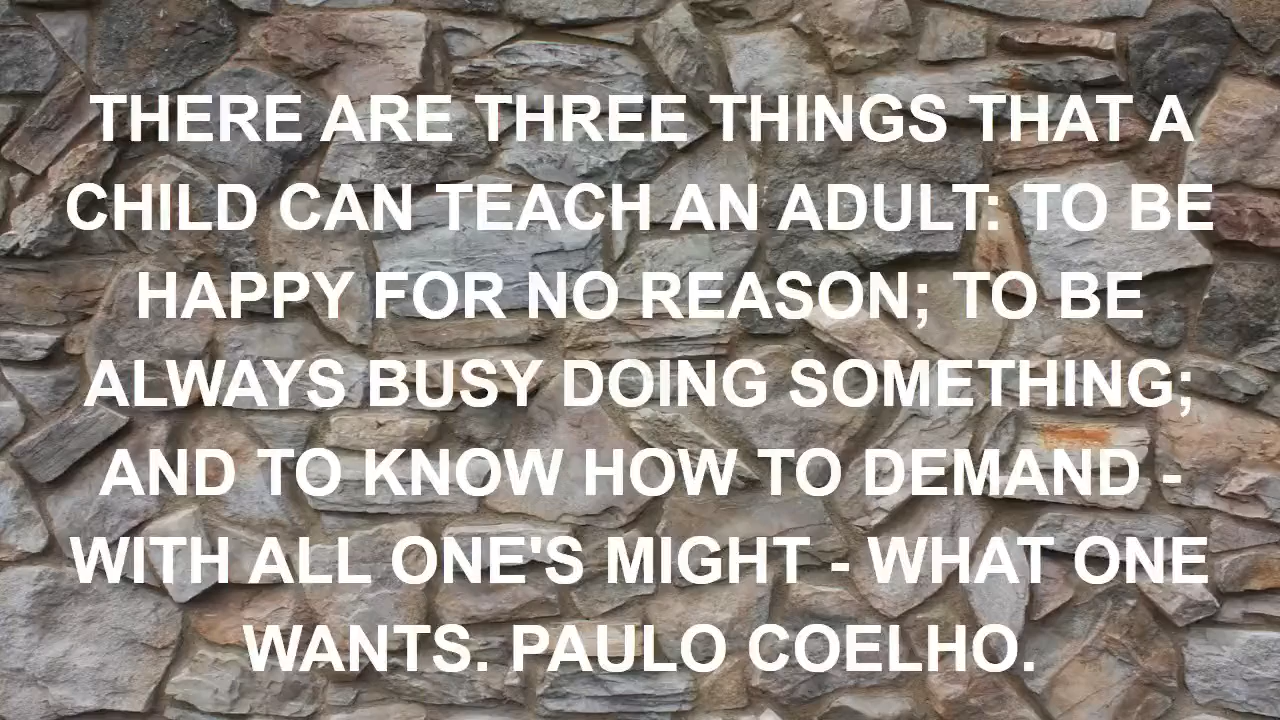 THERE ARE THREE THINGS THAT A
CHILD CAN TEACH AN ADULT: TO BE
HAPPY FOR NO REASON; TO BE
ALWAYS BUSY DOING SOMETHING;
AND TO KNOW HOW TO DEMAND -
WITH ALL ONE'S MIGHT - WHAT ONE
WANTS. PAULO COELHO.